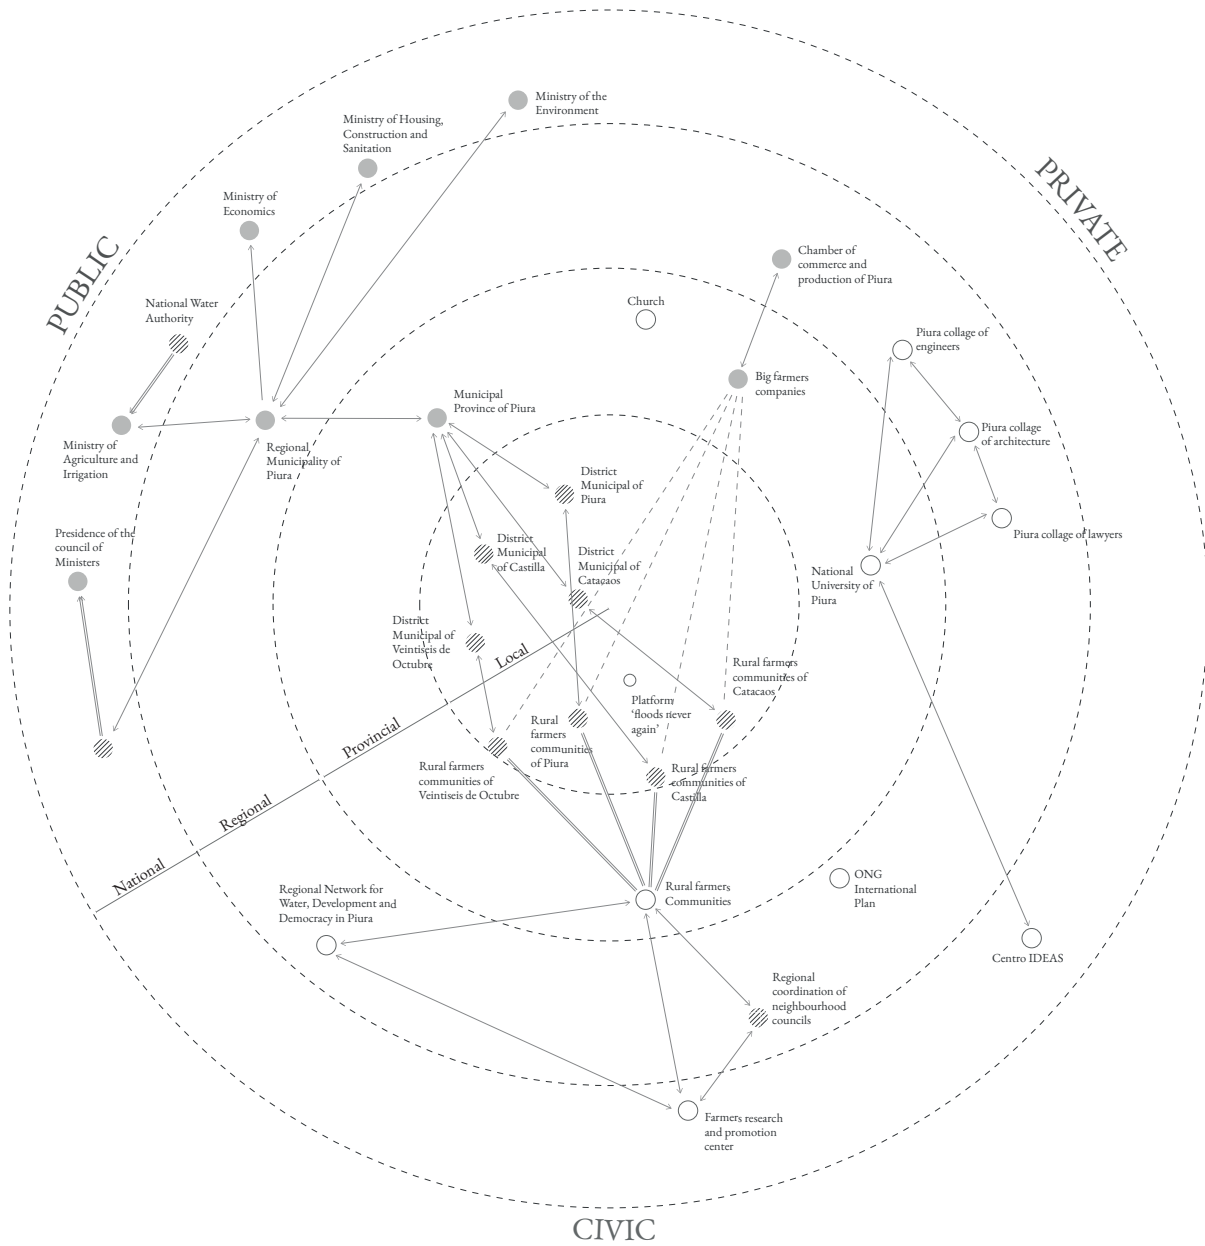 Ministry of the
Environment
Ministry of Housing,
Construction and
Sanitation
PRIVATE
Ministry of
Economics
PUBLIC
Chamber of
commerce and
production of Piura
National Water
Authority
Church
Piura collage of
engineers
Big farmers
companies
Municipal
Province of Piura
Piura collage
of architecture
Ministry of
Agriculture and
Irrigation
Regional
Municipality of
Piura
District
Municipal of
Piura
Presidence of the
council of
Ministers
Piura collage of lawyers
District
Municipal
of Castilla
District
Municipal of
Catacaos
National
University of
Piura
District
Municipal of
Veintiseis de
Octubre
Local
Rural farmers
communities of
Catacaos
Platform
‘floods never
again’
Rural
farmers
communities
of Piura
Provincial
Rural farmers
communities of
Veintiseis de Octubre
Rural farmers
communities of
Castilla
Regional
National
Regional Network for
Water, Development and
Democracy in Piura
Rural farmers
Communities
ONG
International
Plan
Centro IDEAS
Regional
coordination of
neighbourhood
councils
Farmers research
and promotion
center
CIVIC